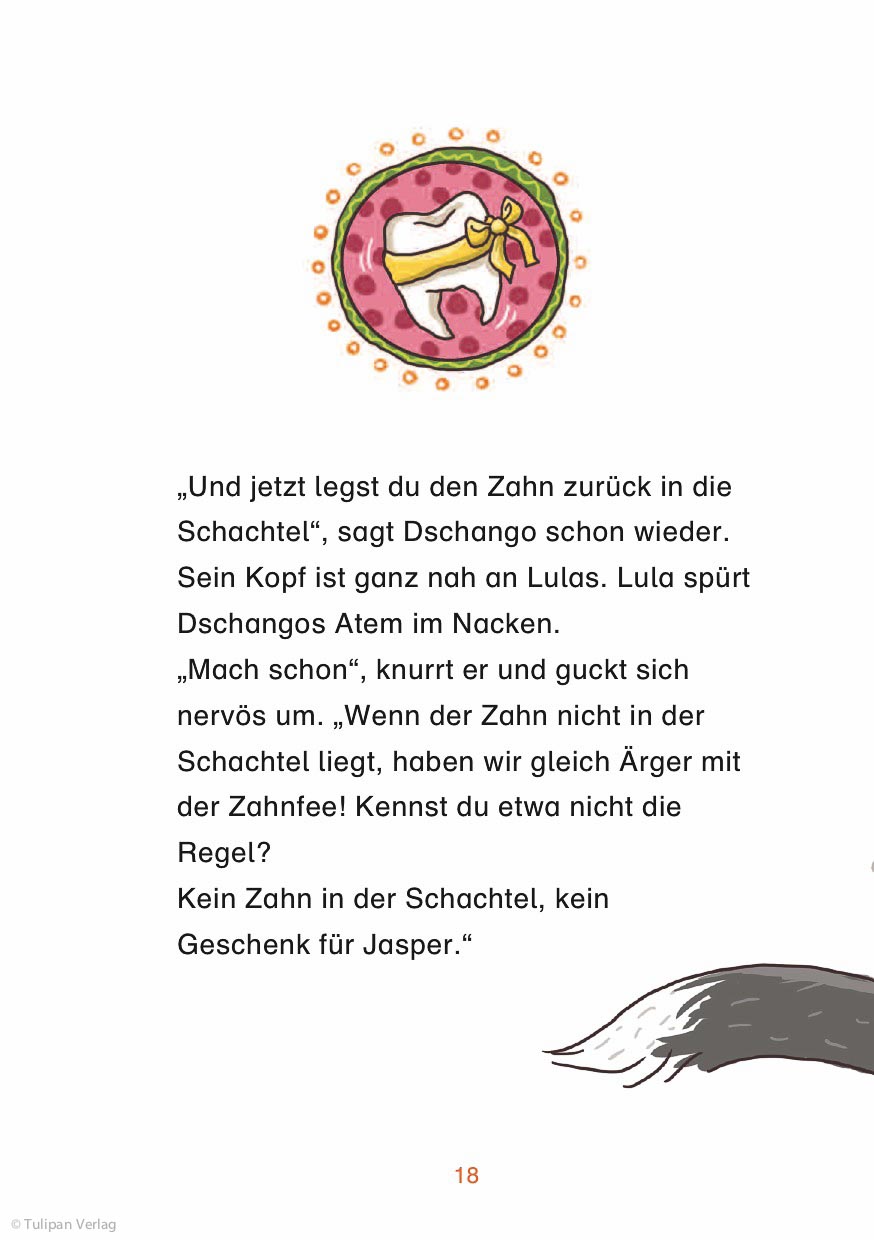 „Und jetzt legst du den Zahn zurück in die
Schachtel“, sagt Dschango schon wieder.
Sein Kopf ist ganz nah an Lulas. Lula spürt
Dschangos Atem im Nacken.
„Mach schon“, knurrt er und guckt sich
nervös um. „Wenn der Zahn nicht in der
Schachtel liegt, haben wir gleich Ärger mit
der Zahnfee! Kennst du etwa nicht die
Regel?
Kein Zahn in der Schachtel, kein
Geschenk für Jasper.“
18
© Tulipan Verlag